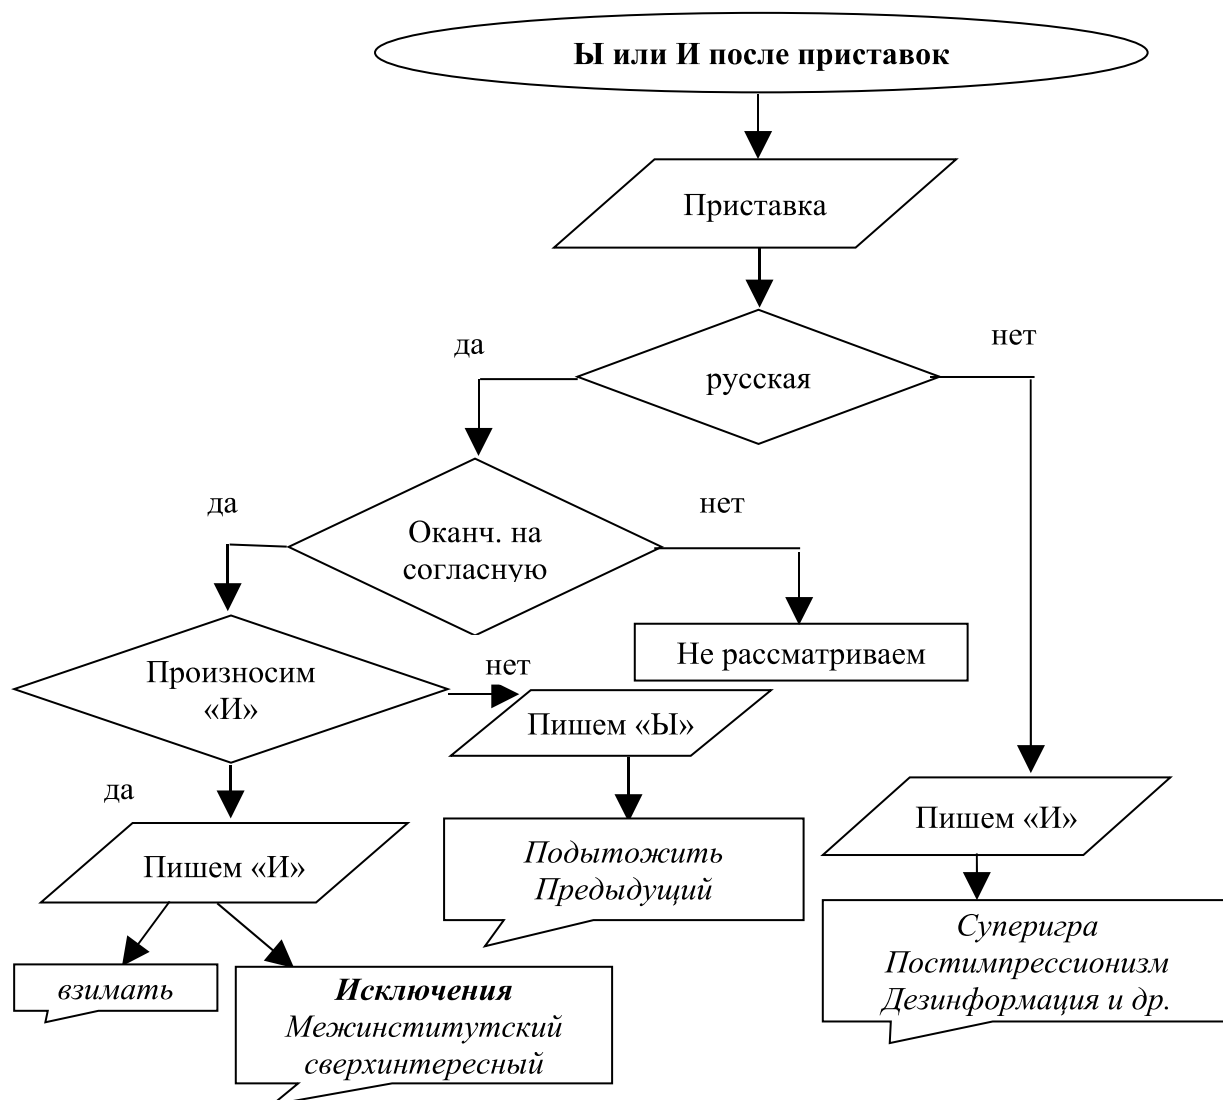 Ы или И после приставок
Приставка
да
нет
русская
да
нет
Оканч. на
согласную
Не рассматриваем
Произносим
«И»
нет
Пишем «Ы»
да
Пишем «И»
Пишем «И»
Подытожить
Предыдущий
взимать
Исключения
Межинститутский
сверхинтересный
Суперигра
Постимпрессионизм
Дезинформация и др.